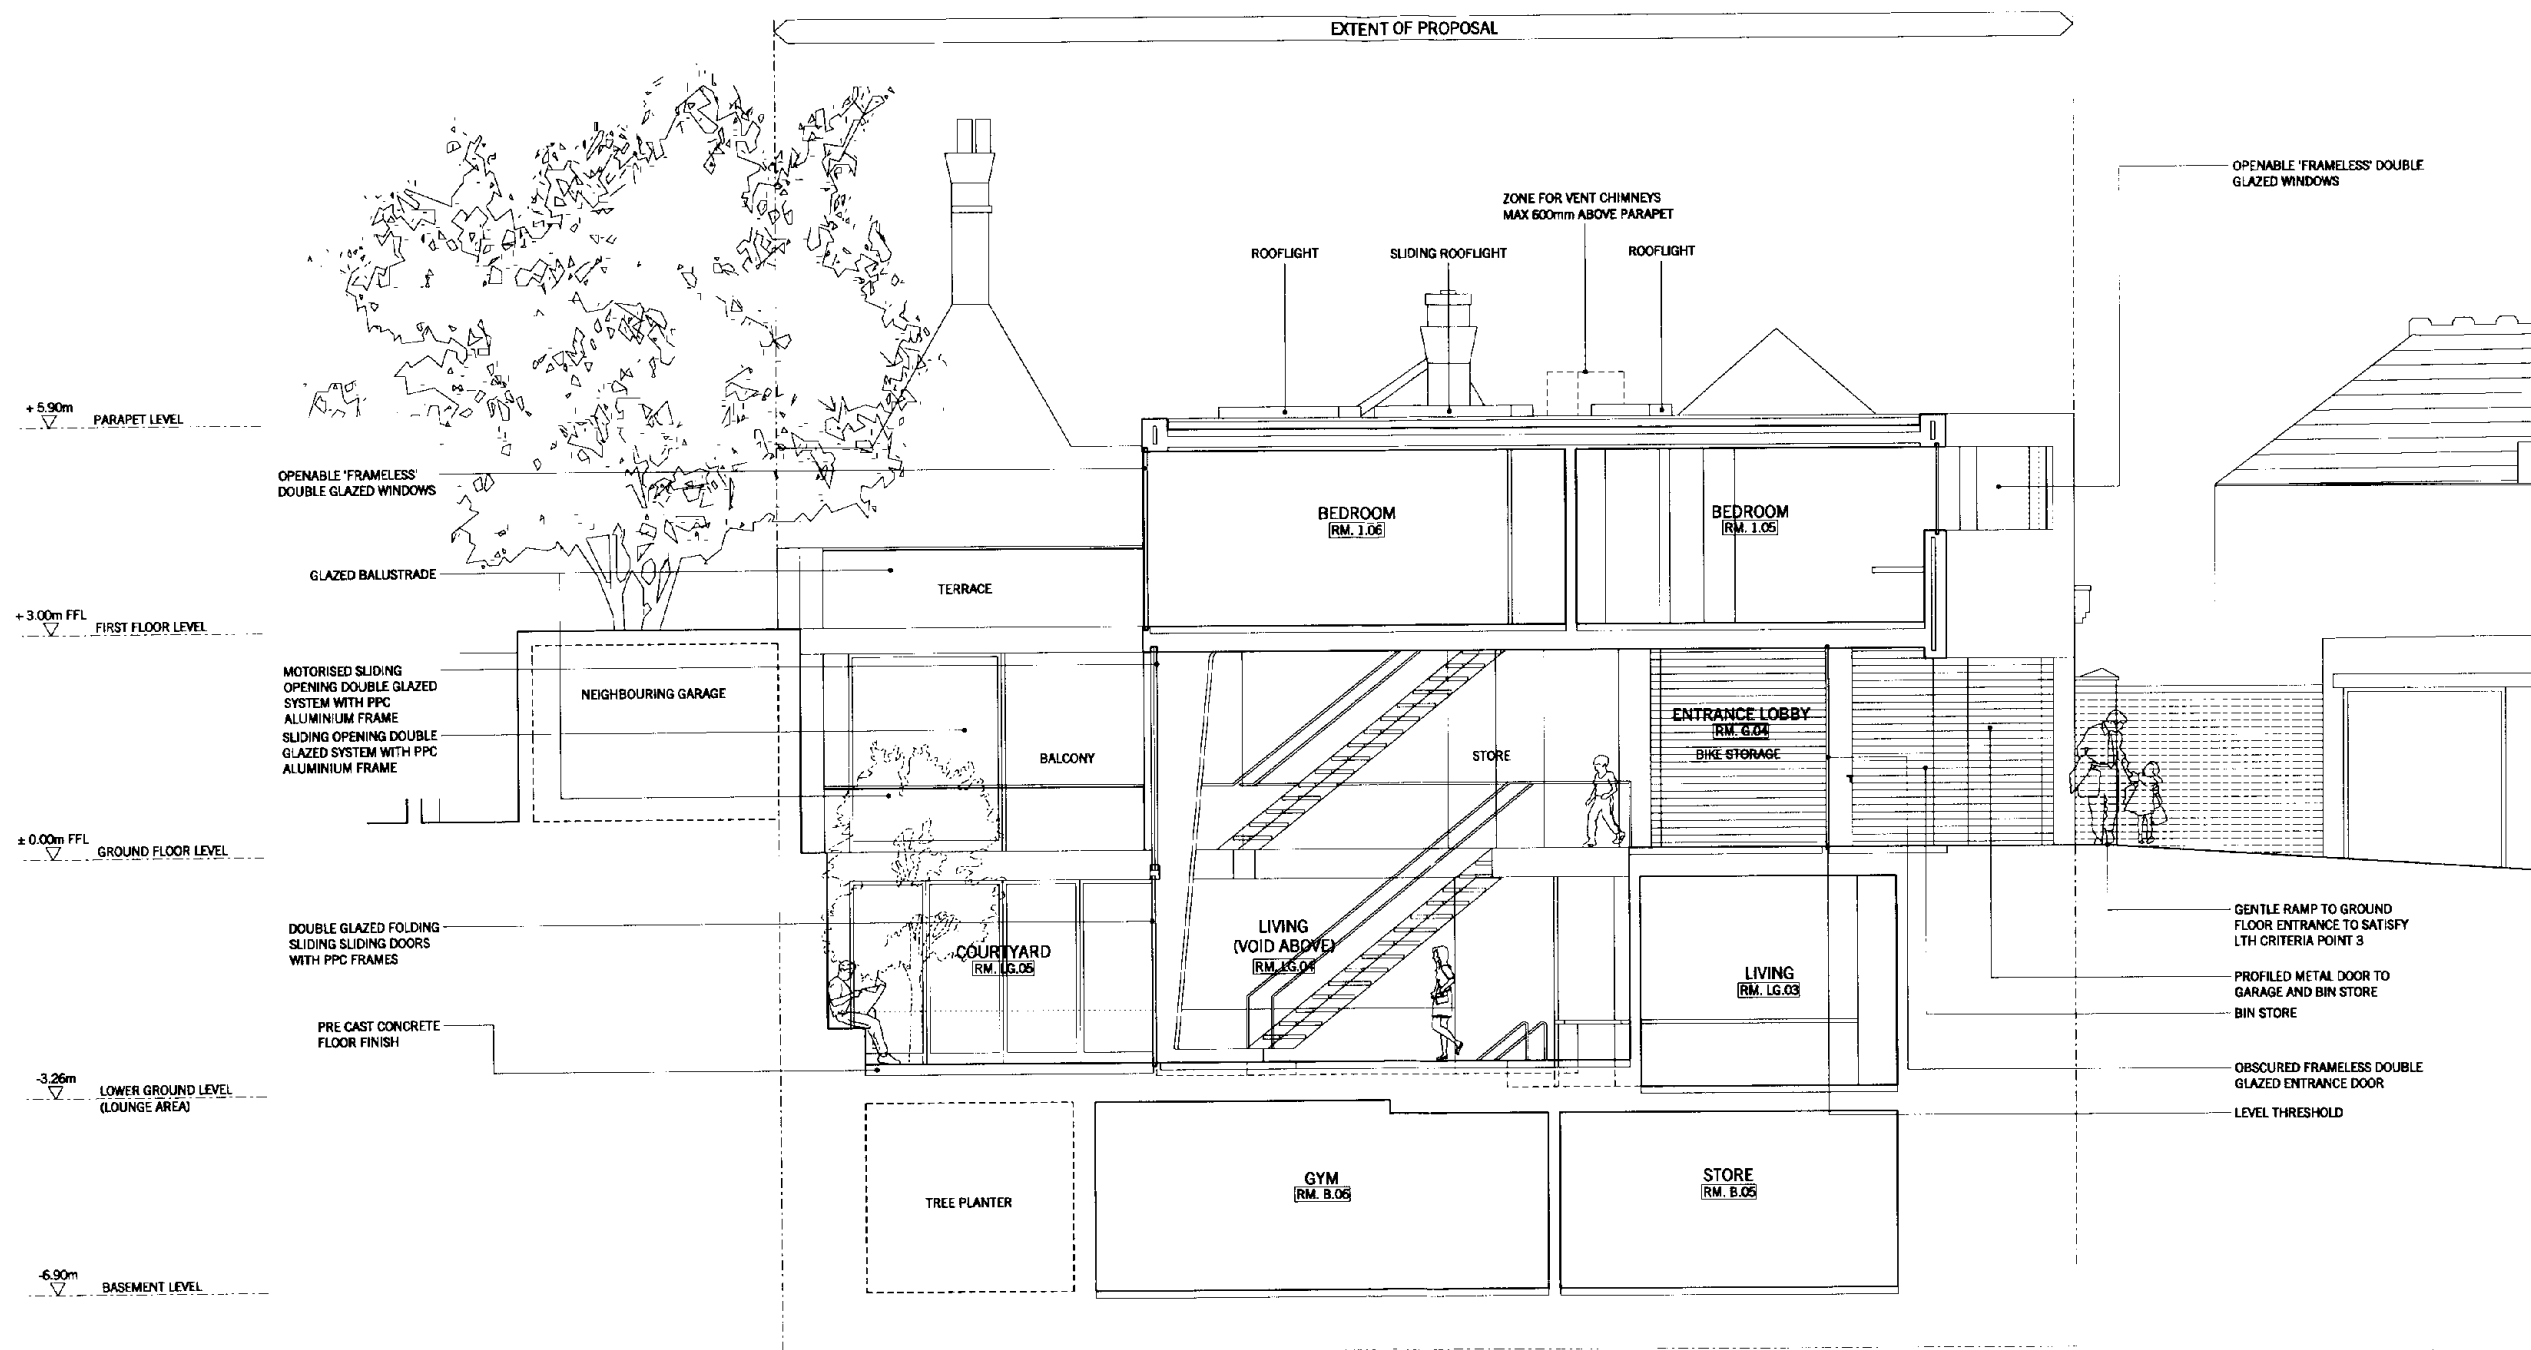 EXTENT OF PROPOSAL
OPENABLE 'FRAMELESS' DOUBLE
GLAZED WINDOWS
ZONE FOR VENT CHIMNEYS
MAX 600mm ABOVE PARAPET
ROOFLIGHT
SLIDING ROOFLIGHT
ROOFLIGHT
+ 5.90m
PARAPET LEVEL
OPENABLE 'FRAMELESS'
DOUBLE GLAZED WINDOWS
BEDROOM
RM. 1.06
BEDROOM
RM. 1.05
GLAZED BALUSTRADE
TERRACE
+ 3.00m FFL
FIRST FLOOR LEVEL
MOTORISED SLIDING
OPENING DOUBLE GLAZED
SYSTEM WITH PPC
ALUMINIUM FRAME
NEIGHBOURING GARAGE
SLIDING OPENING DOUBLE
GLAZED SYSTEM WITH PPC
ALUMINIUM FRAME
BALCONY
STORE
ENTRANCE LOBBY
RM. G.04
BIKE STORAGE
± 0.00m FFL
GROUND FLOOR LEVEL
DOUBLE GLAZED FOLDING
SLIDING SLIDING DOORS
WITH PPC FRAMES
COURTYARD
RM. LG.05
LIVING
(VOID ABOVE)
RM. LG.04
LIVING
RM. LG.03
GENTLE RAMP TO GROUND
FLOOR ENTRANCE TO SATISFY
LTH CRITERIA POINT 3
PROFILED METAL DOOR TO
GARAGE AND BIN STORE
BIN STORE
PRE CAST CONCRETE
FLOOR FINISH
OBSCURED FRAMELESS DOUBLE
GLAZED ENTRANCE DOOR
LEVEL THRESHOLD
-3.26m
LOWER GROUND LEVEL
(LOUNGE AREA)
TREE PLANTER
GYM
RM. B.06
STORE
RM. B.05
-6.90m
BASEMENT LEVEL